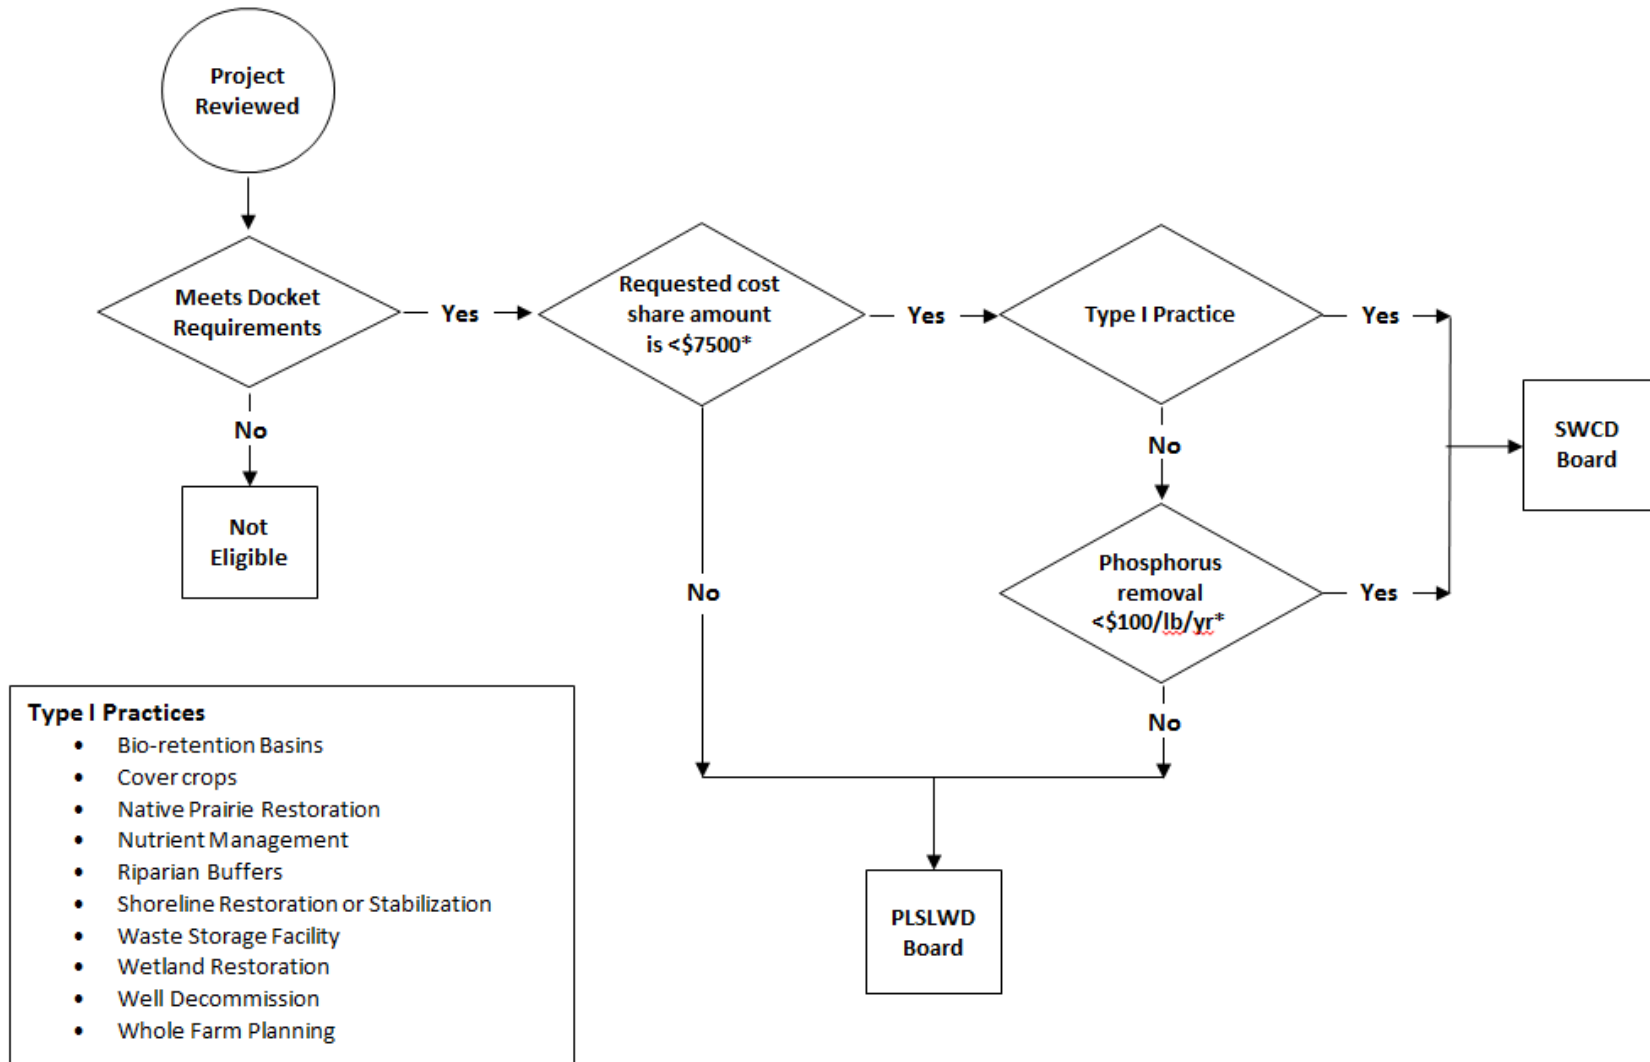 Project
Reviewed
Meets Docket
Requirements
Yes
Requested cost
share amount
is <$7500*
Yes
Type I Practice
Yes
No
Not
Eligible
No
No
Phosphorus
removal
<$100/lb/yr*
Yes
No
SWCD
Board
PLSLWD
Board
Type I Practices
• Bio-retention Basins
• Cover crops
• Native Prairie Restoration
• Nutrient Management
• Riparian Buffers
• Shoreline Restoration or Stabilization
• Waste Storage Facility
• Wetland Restoration
• Well Decommission
• Whole Farm Planning